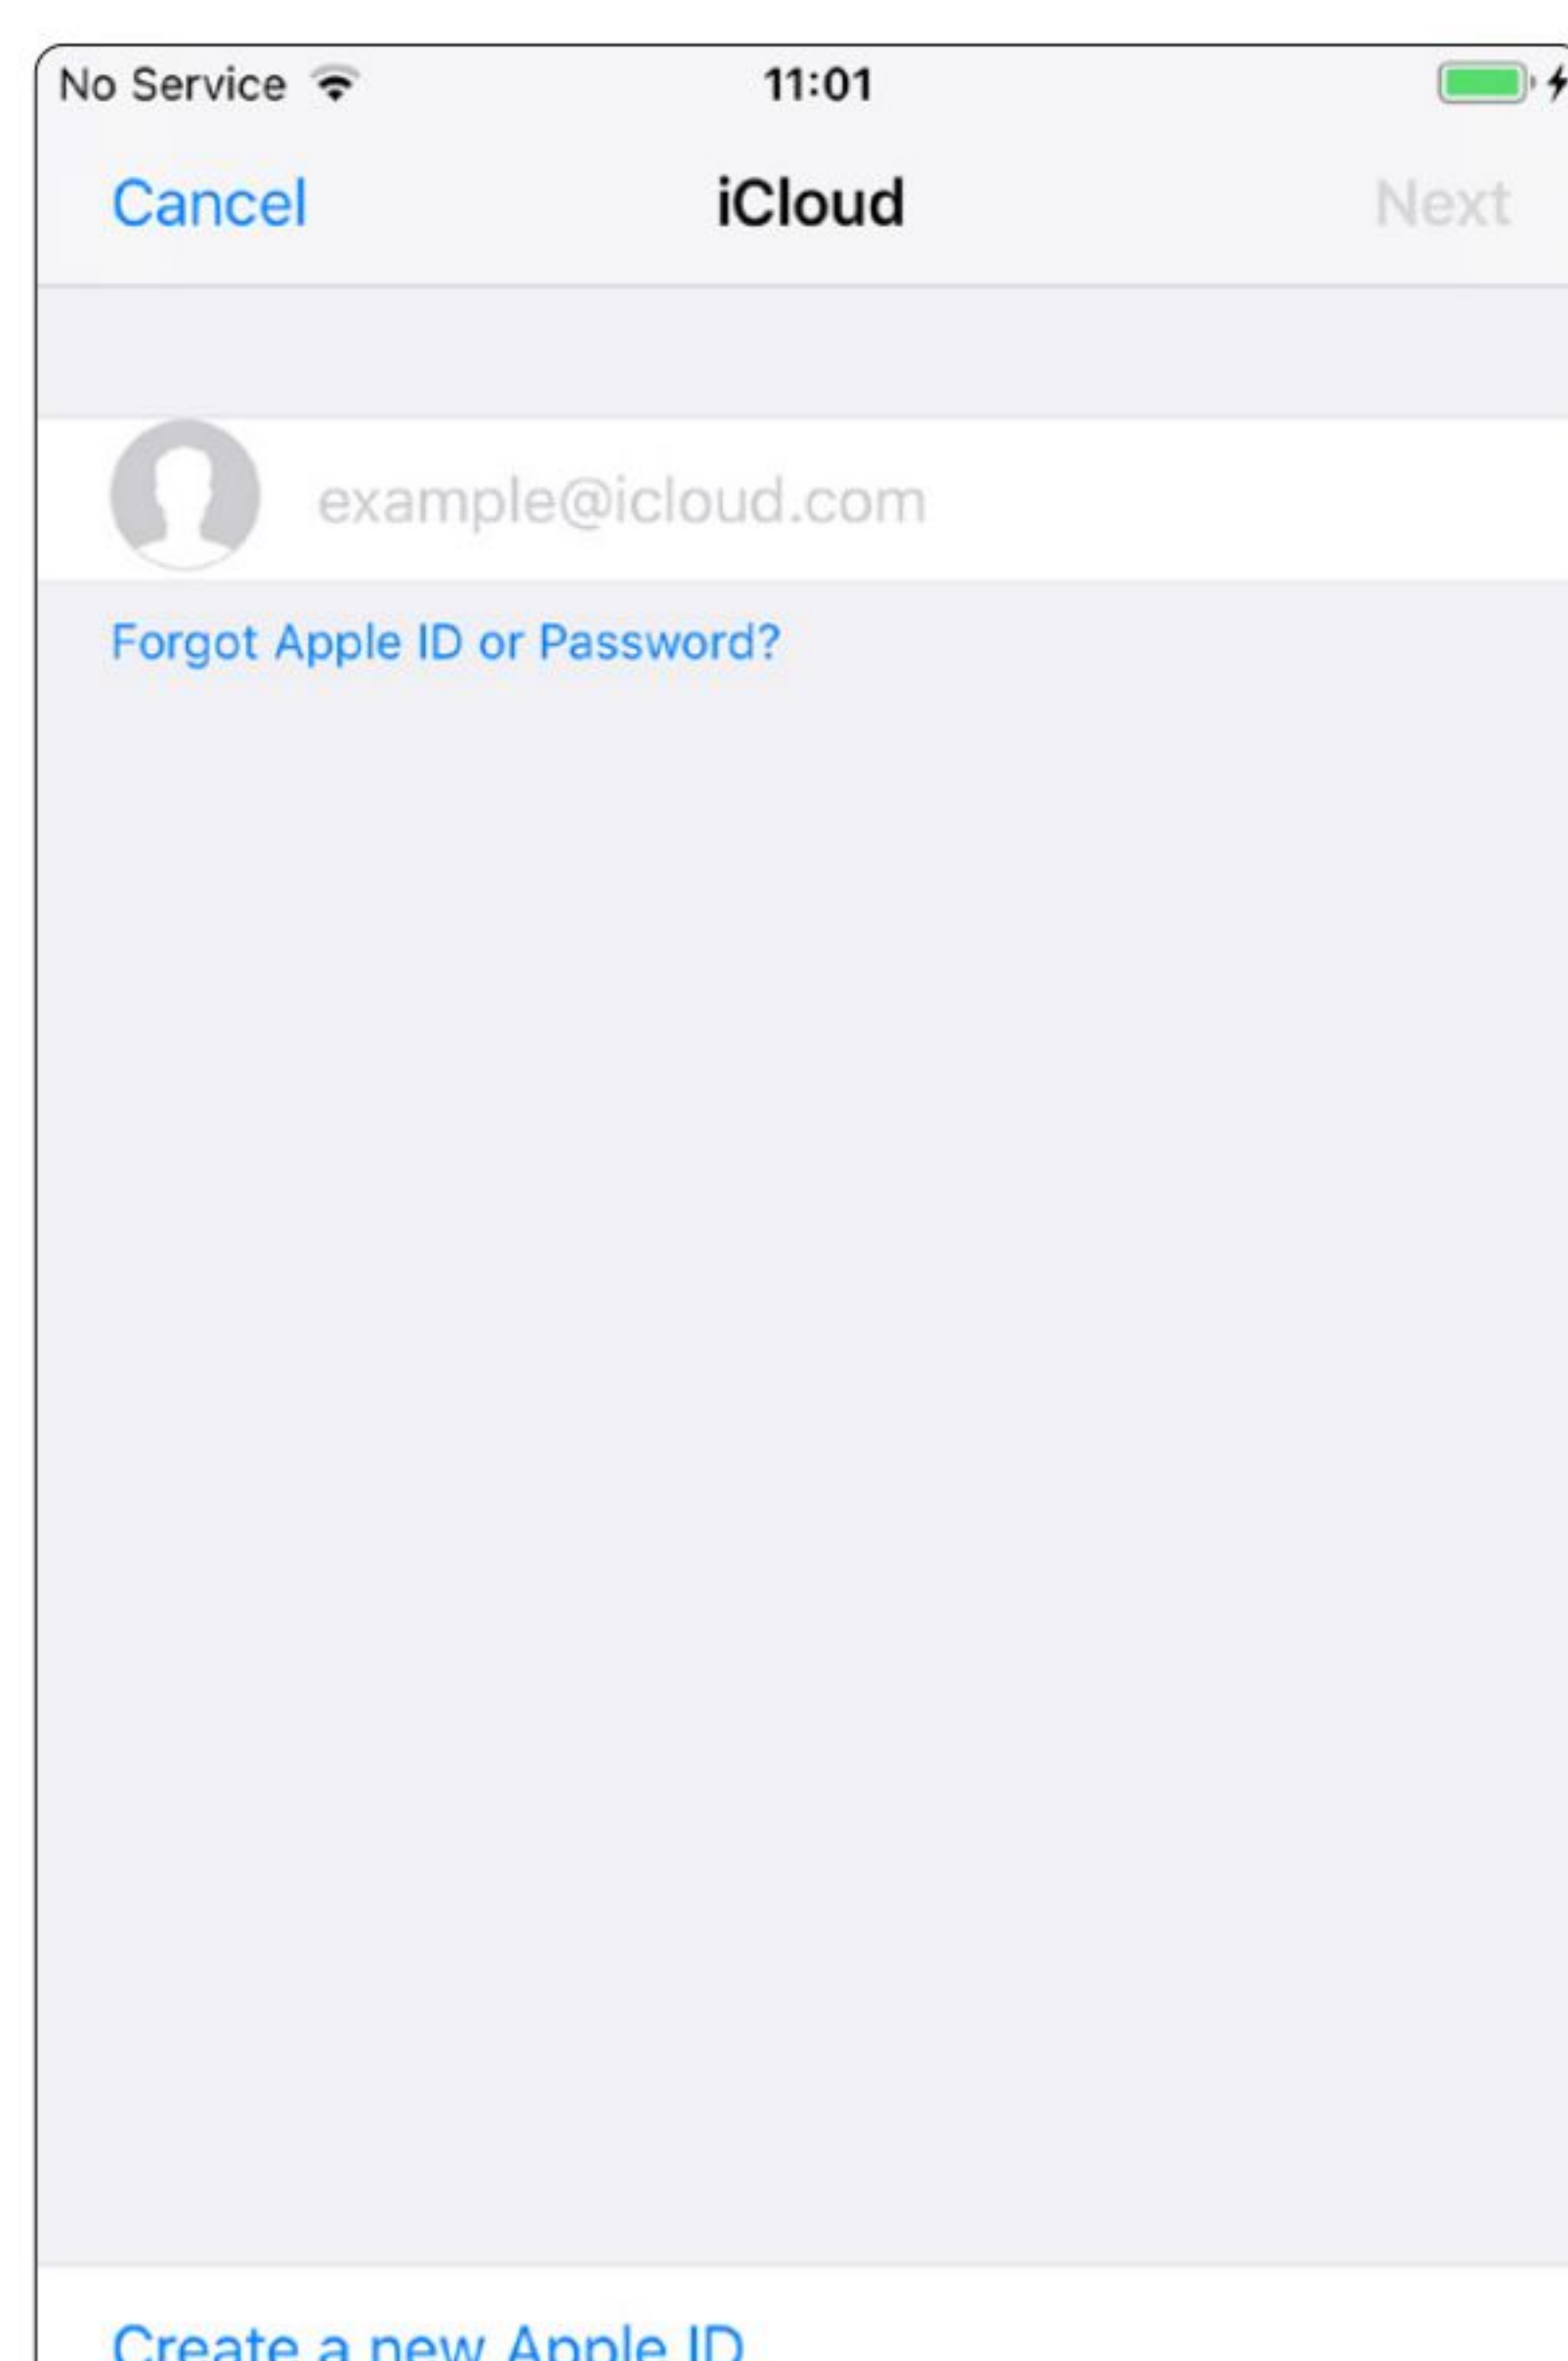 No Service
11:01
Cancel
iCloud
Next
example@icloud.com
Forgot Apple ID or Password?
Create a new Apple ID